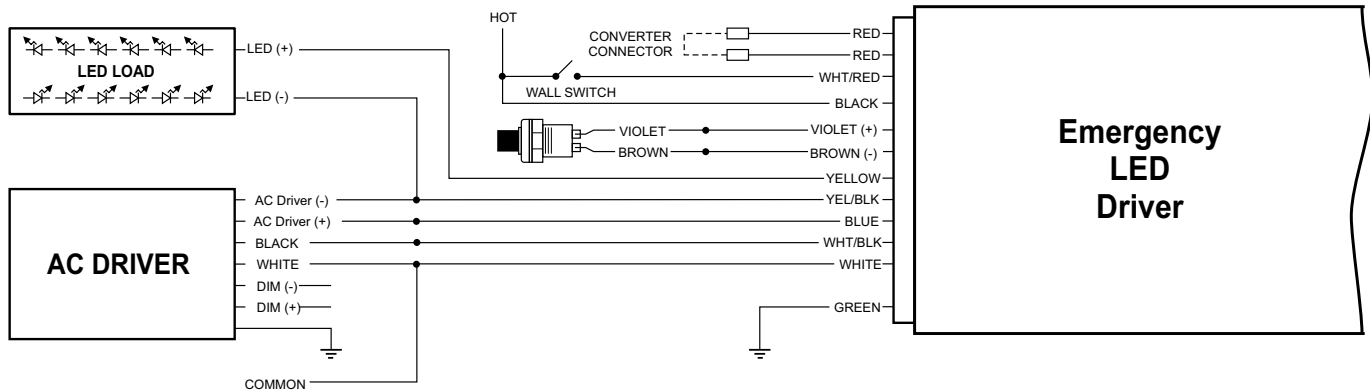 HOT
CONVERTER
CONNECTOR
RED
RED
LED (+)
LED LOAD
LED (-)
WHT/RED
WALL SWITCH
BLACK
VIOLET
VIOLET (+)
BROWN
BROWN (-)
Emergency
LED
Driver
YELLOW
AC Driver (-)
YEL/BLK
AC Driver (+)
BLUE
BLACK
WHT/BLK
AC DRIVER
WHITE
WHITE
DIM (-)
DIM (+)
GREEN
COMMON